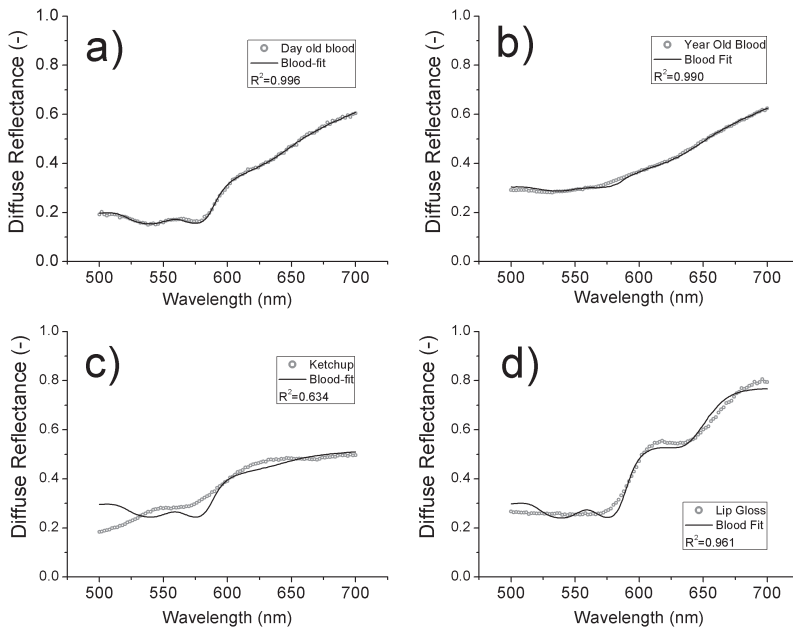 a)
Day old blood
Blood-fit
R²=0.996
Diffuse Reflectance (-)
1.0
0.8
0.6
0.4
0.2
0.0
500 550 600 650 700
Wavelength (nm)
b)
Year Old Blood
Blood Fit
R²=0.990
Diffuse Reflectance (-)
1.0
0.8
0.6
0.4
0.2
0.0
500 550 600 650 700
Wavelength (nm)
c)
Ketchup
Blood-fit
R²=0.634
Diffuse Reflectance (-)
1.0
0.8
0.6
0.4
0.2
0.0
500 550 600 650 700
Wavelength (nm)
d)
Lip Gloss
Blood Fit
R²=0.961
Diffuse Reflectance (-)
1.0
0.8
0.6
0.4
0.2
0.0
500 550 600 650 700
Wavelength (nm)